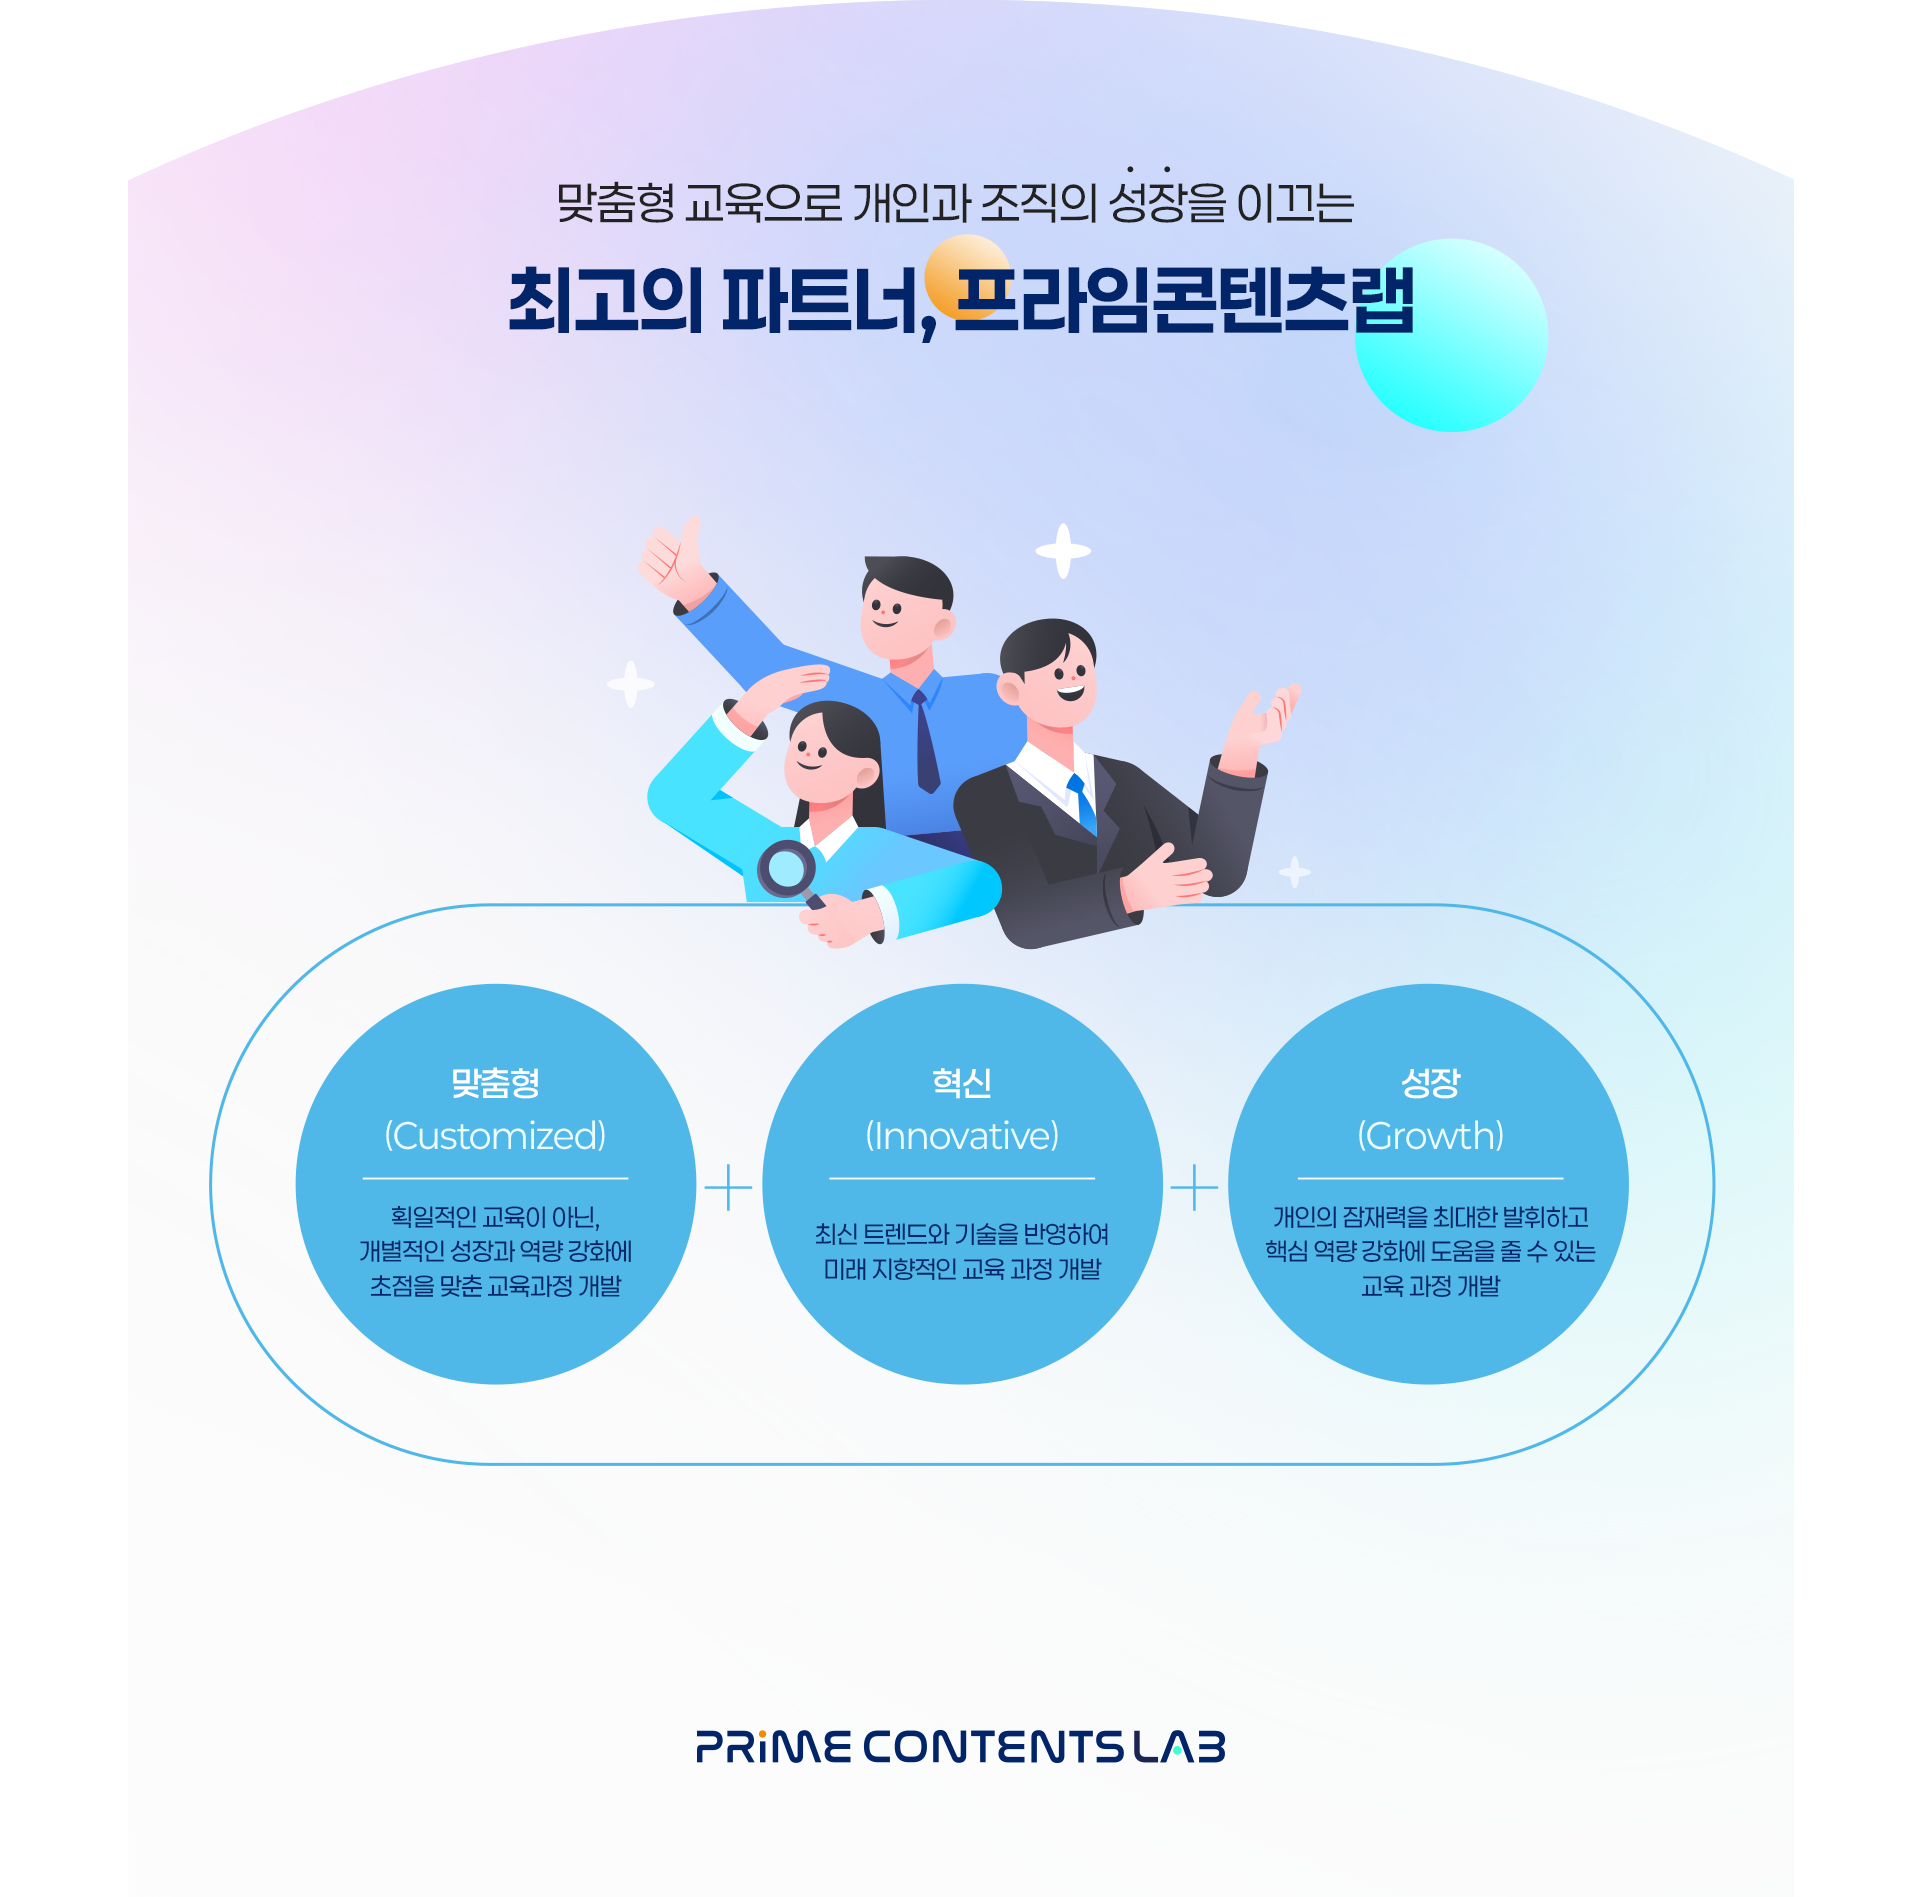 맞춤형 교육으로 개인과 조직의 성장을 이끄는
최고의 파트너, 프라임콘텐츠랩
맞춤형
(Customized)
획일적인 교육이 아닌,
개별적인 성장과 역량 강화에
초점을 맞춘 교육과정 개발
혁신
(Innovative)
최신 트렌드와 기술을 반영하여
미래 지향적인 교육 과정 개발
성장
(Growth)
개인의 잠재력을 최대한 발휘하고
핵심 역량 강화에 도움을 줄 수 있는
교육 과정 개발
PRiME CONTENTS LAB